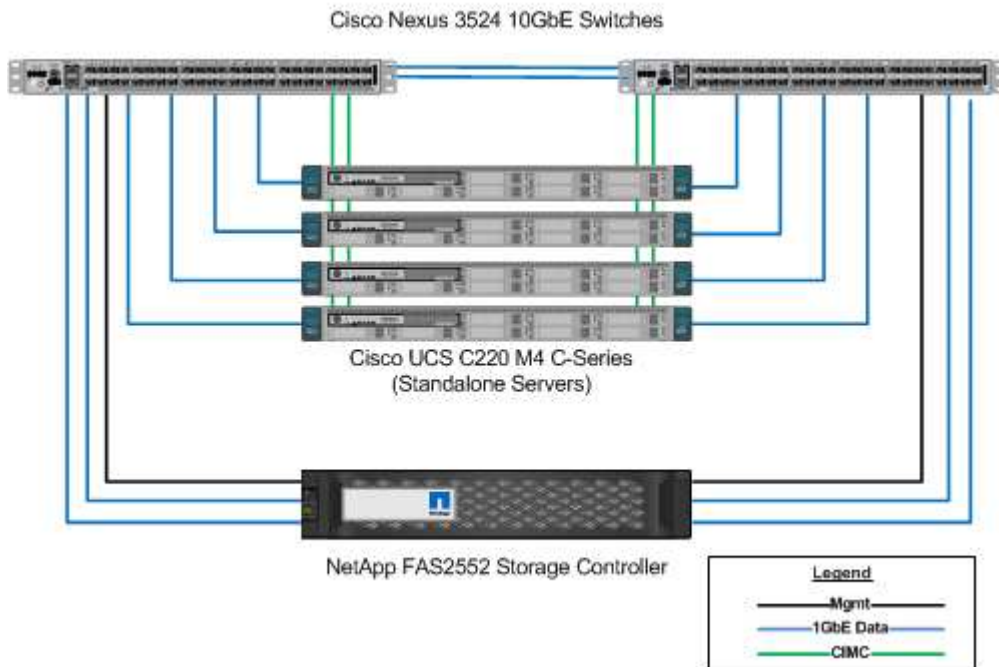 Cisco Nexus 3524 10GbE Switches
Cisco UCS C220 M4 C-Series
(Standalone Servers)
NetApp FAS2552 Storage Controller
Legend
Mgmt
1GbE Data
CIMC